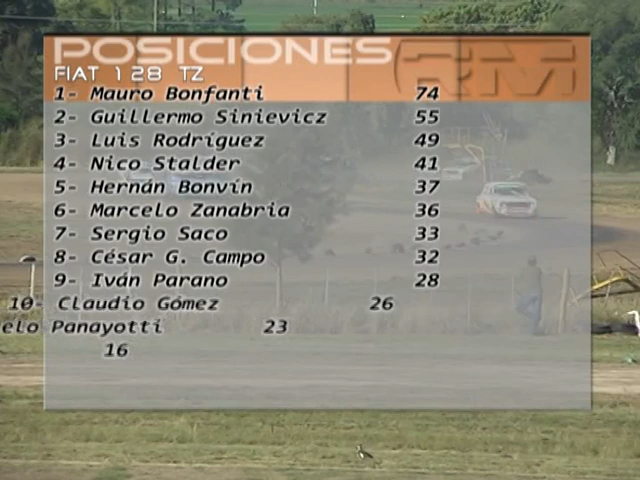 POSICIONES
FIAT 128 TZ
RM
1- Mauro Bonfanti 74
2- Guillermo Sinievicz 55
3- Luis Rodríguez 49
4- Nico Stalder 41
5- Hernán Bonvín 37
6- Marcelo Zanabria 36
7- Sergio Saco 33
8- César G. Campo 32
9- Iván Parano 28
10- Claudio Gómez 26
elo Panayotti 23
16